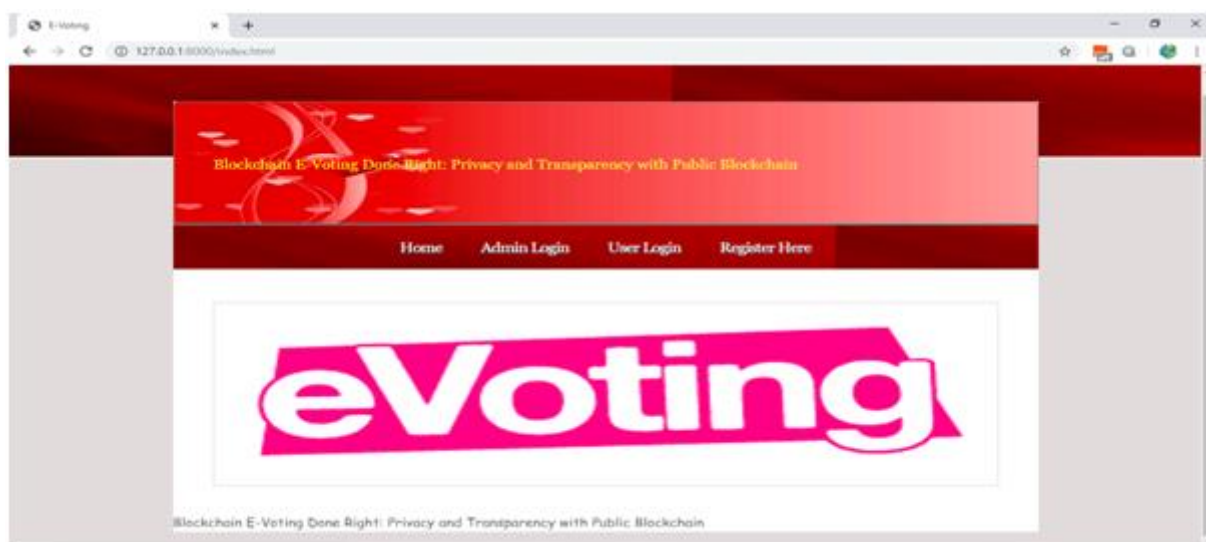 E-Voting
127.0.0.1:8000/index.html
Blockchain E-Voting Done Right: Privacy and Transparency with Public Blockchain
Home Admin Login User Login Register Here
eVoting
Blockchain E-Voting Done Right: Privacy and Transparency with Public Blockchain